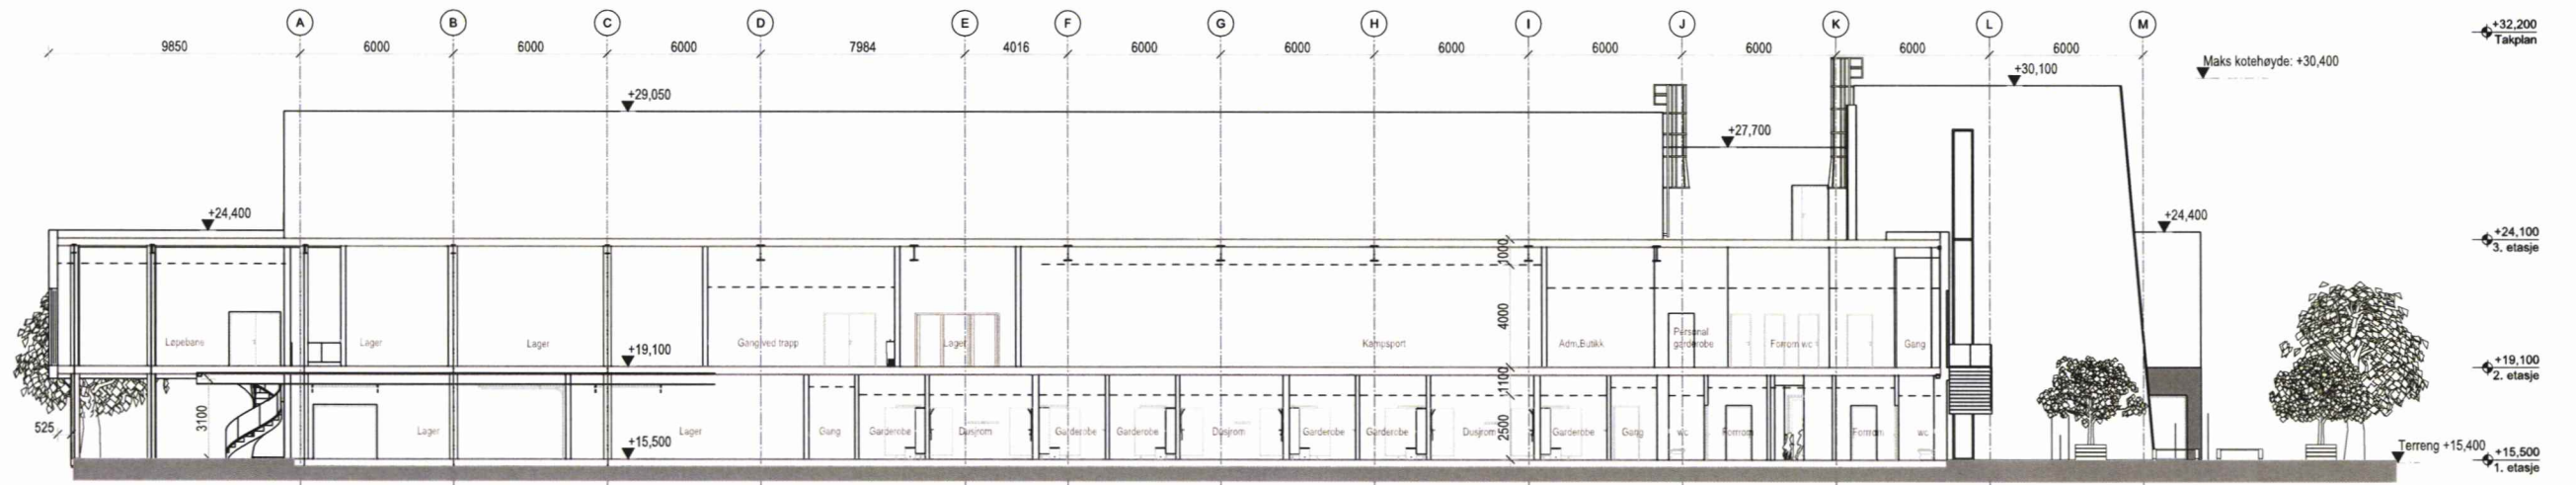 A B C D E F G H I J K L M
9850 6000 6000 6000 7984 4016 6000 6000 6000 6000 6000 6000 6000
+32,200
Takplan
Maks kotehøyde: +30,400
+30,100
+29,050
+27,700
+24,400
+24,400
+24,100
3. etasje
1000
4000
Løpebane Lager Lager Gang ved trapp Lager Kampsport Adm,Butikk Personal garderobe Forrom wc Gang
+19,100
+19,100
2. etasje
1100
3100
2500
525
Lager Lager Gang Garderobe Dusjrom Garderobe Garderobe Dusjrom Garderobe Garderobe Dusjrom Garderobe Gang wc Forrom Forrom wc
+15,500
Terreng +15,400
+15,500
1. etasje